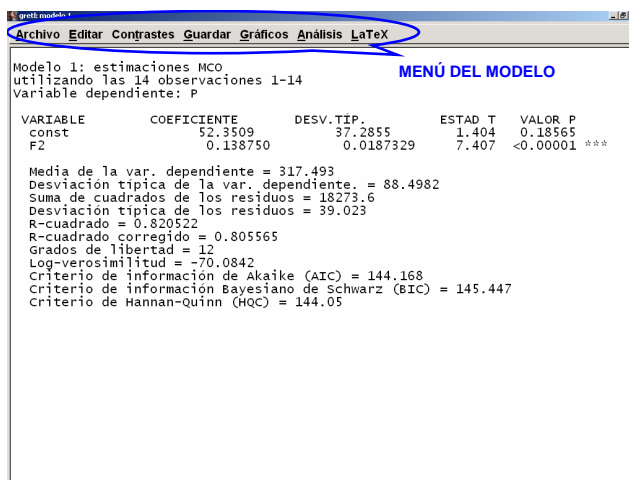 gretl: modelo 1
Archivo Editar Contrastes Guardar Gráficos Análisis LaTeX
MENÚ DEL MODELO
Modelo 1: estimaciones MCO
utilizando las 14 observaciones 1-14
Variable dependiente: P
VARIABLE COEFICIENTE DESV.TÍP. ESTAD T VALOR P
const 52.3509 37.2855 1.404 0.18565
F2 0.138750 0.0187329 7.407 <0.00001 ***
Media de la var. dependiente = 317.493
Desviación típica de la var. dependiente. = 88.4982
Suma de cuadrados de los residuos = 18273.6
Desviación típica de los residuos = 39.023
R-cuadrado = 0.820522
R-cuadrado corregido = 0.805565
Grados de libertad = 12
Log-verosimilitud = -70.0842
Criterio de información de Akaike (AIC) = 144.168
Criterio de información Bayesiano de Schwarz (BIC) = 145.447
Criterio de Hannan-Quinn (HQC) = 144.05